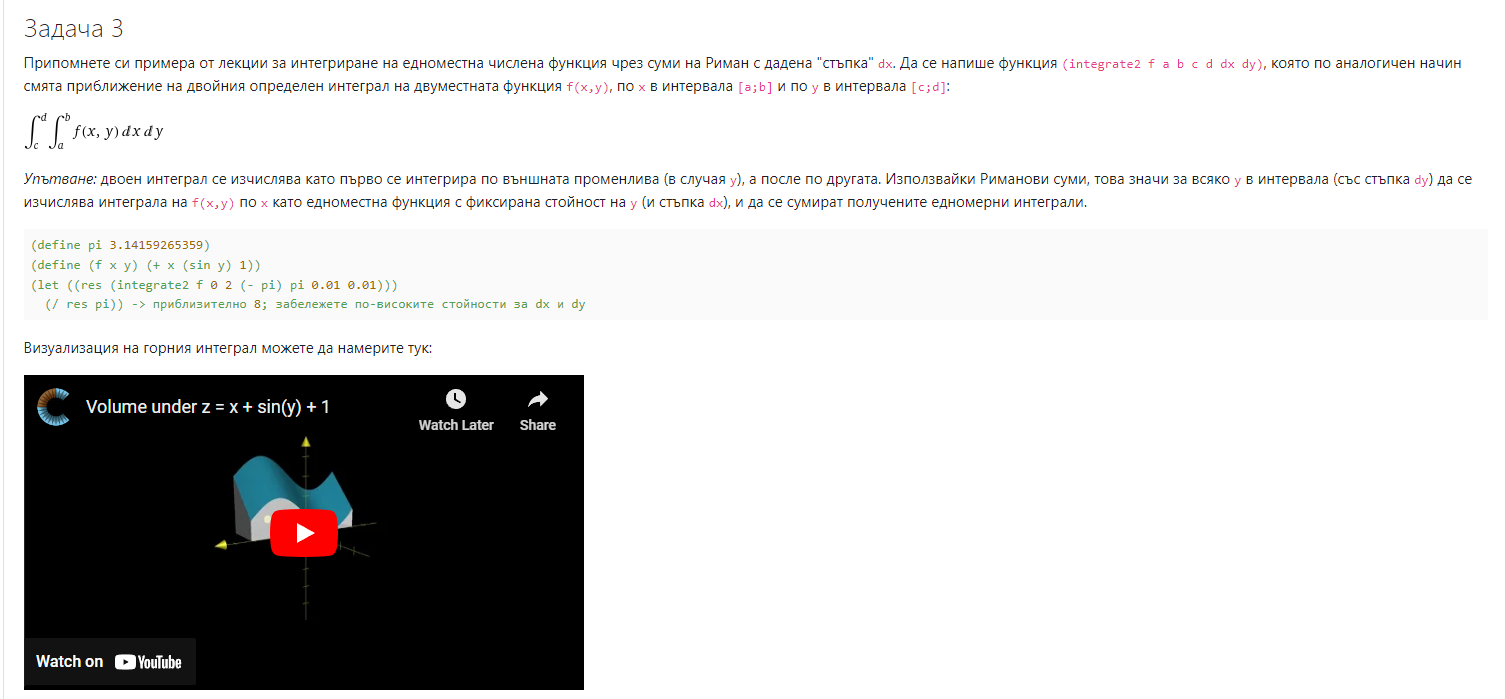 Задача 3
Припомнете си примера от лекции за интегриране на едноместна числена функция чрез суми на Риман с дадена "стъпка" dx. Да се напише функция (integrate2 f a b c d dx dy), която по аналогичен начин
смята приближение на двойния определен интеграл на двуместната функция f(x,y), по x в интервала [a;b] и по y в интервала [c;d]:
∫_c^d ∫_a^b f(x, y) dx dy
Упътване: двоен интеграл се изчислява като първо се интегрира по външната променлива (в случая y), а после по другата. Използвайки Риманови суми, това значи за всяко y в интервала (със стъпка dy) да се
изчислява интеграла на f(x,y) по x като едноместна функция с фиксирана стойност на y (и стъпка dx), и да се сумират получените едномерни интеграли.
(define pi 3.14159265359)
(define (f x y) (+ x (sin y) 1))
(let ((res (integrate2 f 0 2 (- pi) pi 0.01 0.01)))
  (/ res pi)) -> приблизително 8; забележете по-високите стойности за dx и dy
Визуализация на горния интеграл можете да намерите тук:
Volume under z = x + sin(y) + 1
Watch Later
Share
Watch on YouTube